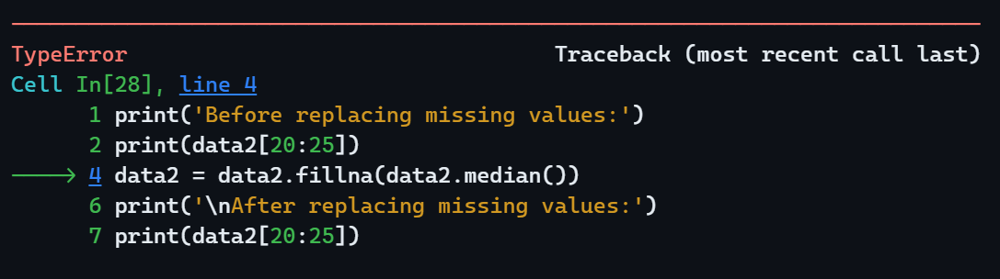 TypeError Traceback (most recent call last)
Cell In[28], line 4
1 print('Before replacing missing values:')
2 print(data2[20:25])
----> 4 data2 = data2.fillna(data2.median())
6 print('\nAfter replacing missing values:')
7 print(data2[20:25])